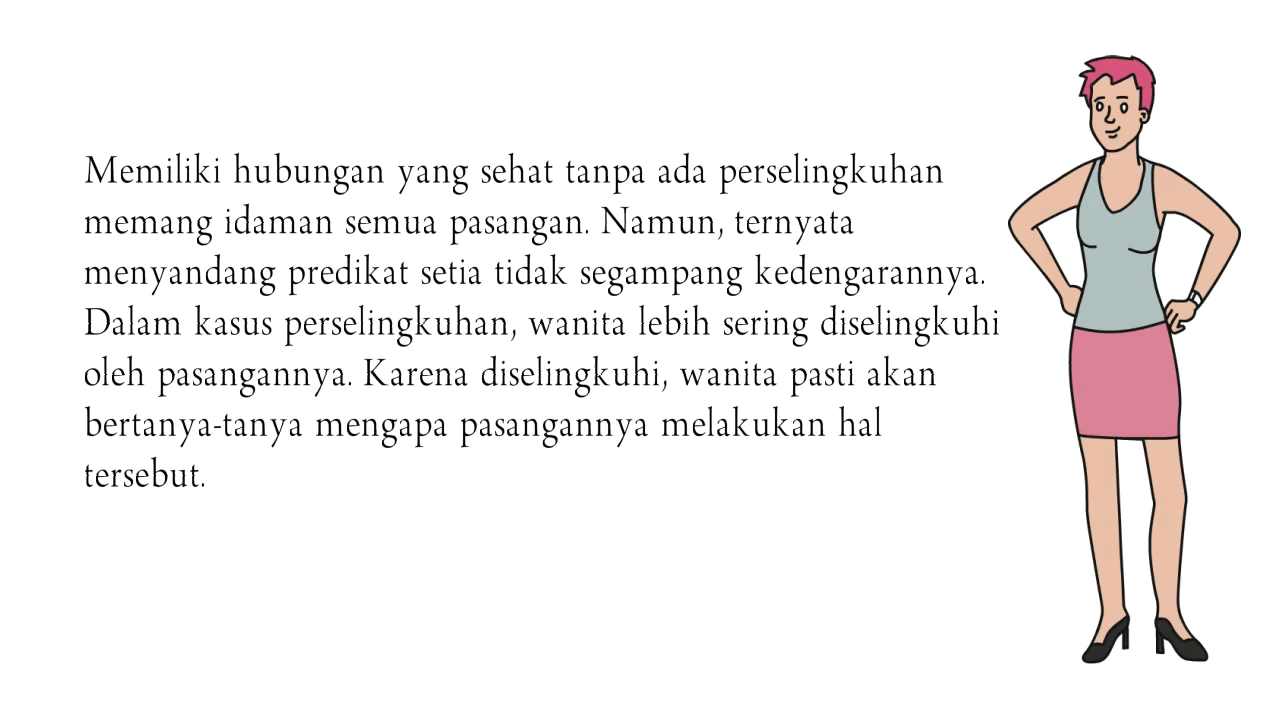 Memiliki hubungan yang sehat tanpa ada perselingkuhan
memang idaman semua pasangan. Namun, ternyata
menyandang predikat setia tidak segampang kedengarannya.
Dalam kasus perselingkuhan, wanita lebih sering diselingkuhi
oleh pasangannya. Karena diselingkuhi, wanita pasti akan
bertanya-tanya mengapa pasangannya melakukan hal
tersebut.